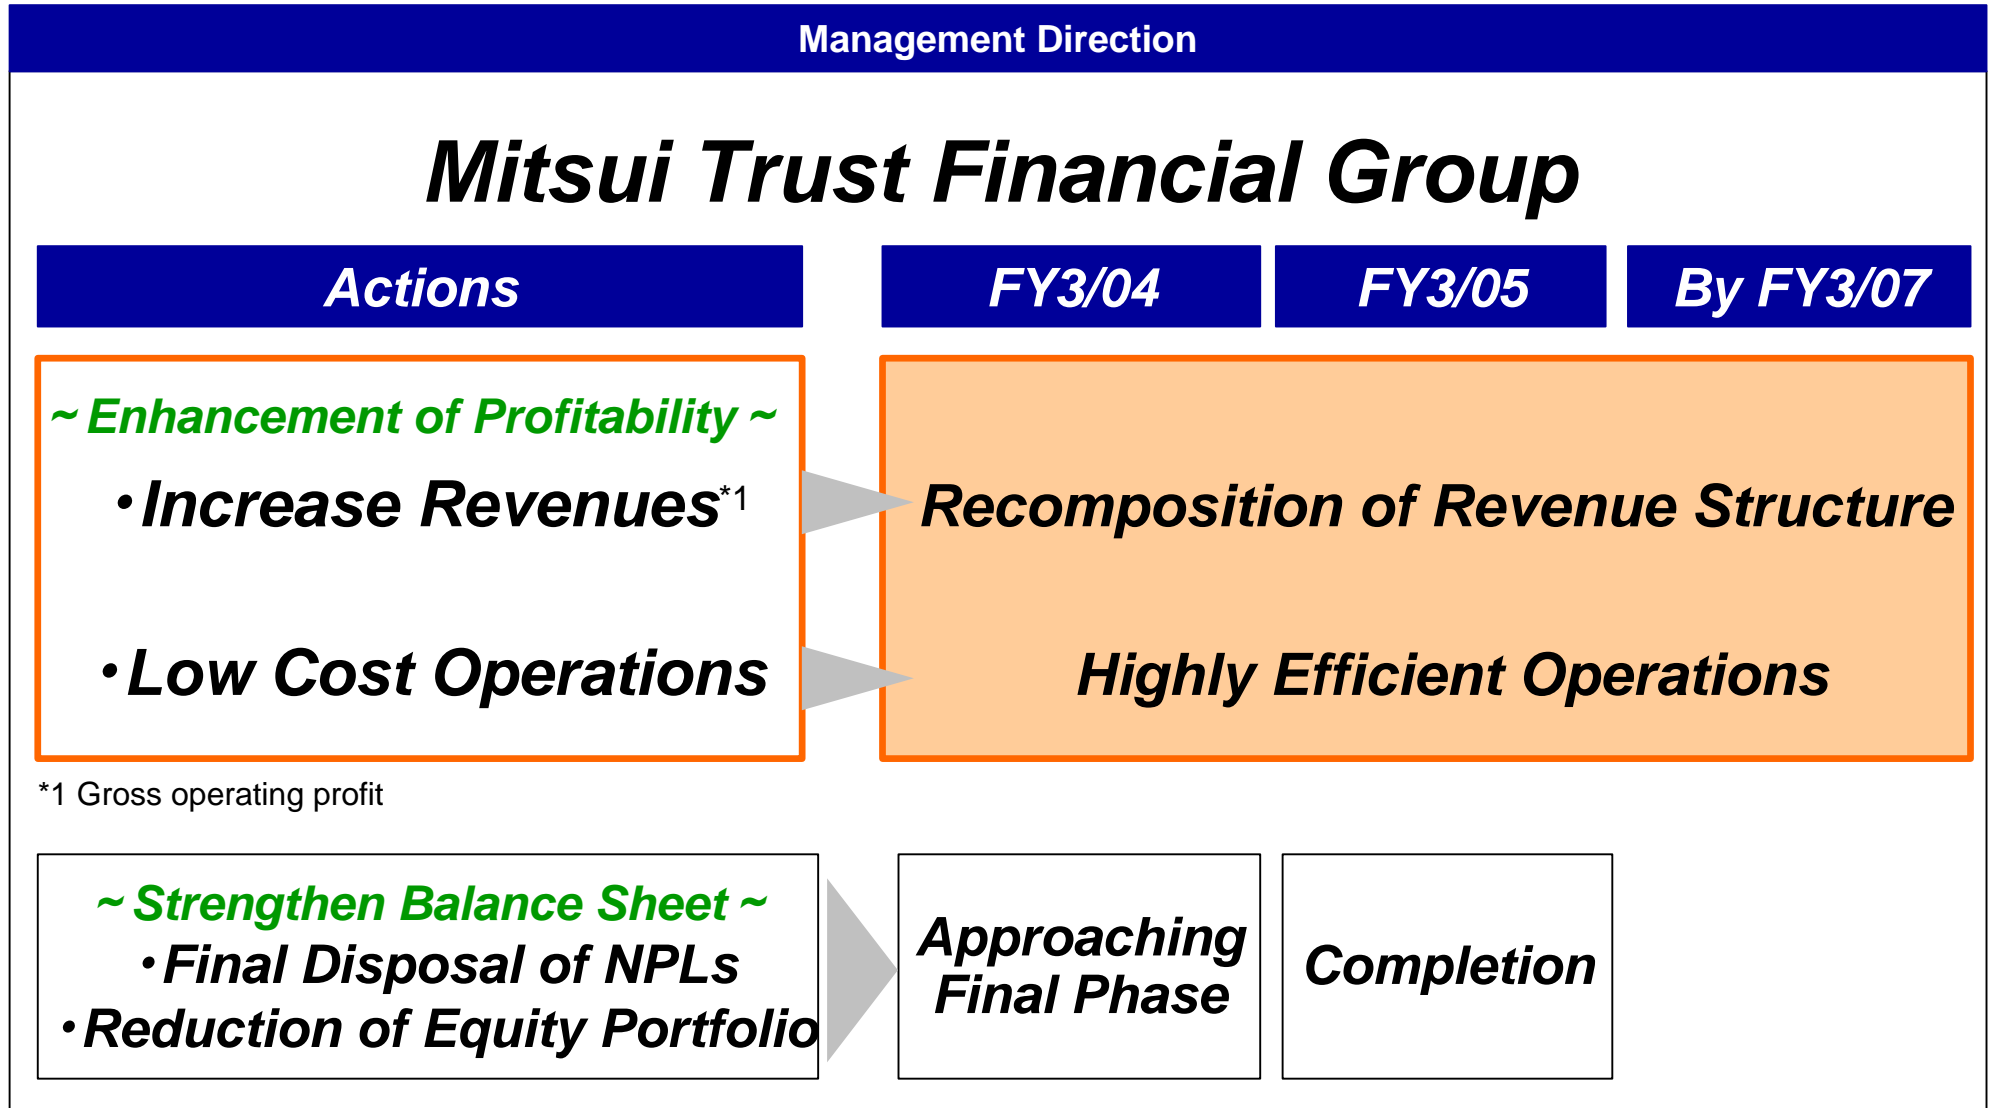 Management Direction
Mitsui Trust Financial Group
Actions
FY3/04
FY3/05
By FY3/07
~ Enhancement of Profitability ~
・Increase Revenues*1
Recomposition of Revenue Structure
・Low Cost Operations
Highly Efficient Operations
*1 Gross operating profit
~ Strengthen Balance Sheet ~
・Final Disposal of NPLs
・Reduction of Equity Portfolio
Approaching
Final Phase
Completion